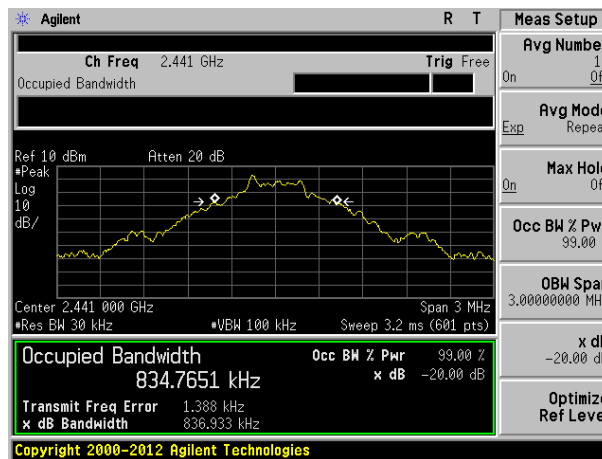 Agilent R T Meas Setup
Ch Freq 2.441 GHz Trig Free
Occupied Bandwidth
Ref 10 dBm Atten 20 dB
#Peak
Log
10
dB/
Center 2.441 000 GHz Span 3 MHz
#Res BW 30 kHz #VBW 100 kHz Sweep 3.2 ms (601 pts)
Occupied Bandwidth
834.7651 kHz
Occ BW % Pwr 99.00 %
x dB -20.00 dB
Transmit Freq Error 1.388 kHz
x dB Bandwidth 836.933 kHz
Copyright 2000-2012 Agilent Technologies
Avg Numbe
1
On Of
Avg Mod
Exp Repea
Max Hol
On Of
Occ BW % Pw
99.00
OBW Spa
3.00000000 MH
x d
-20.00 d
Optimiz
Ref Leve